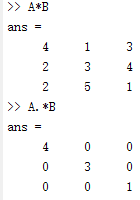 >> A*B
ans =
4 1 3
2 3 4
2 5 1
>> A.*B
ans =
4 0 0
0 3 0
0 0 1